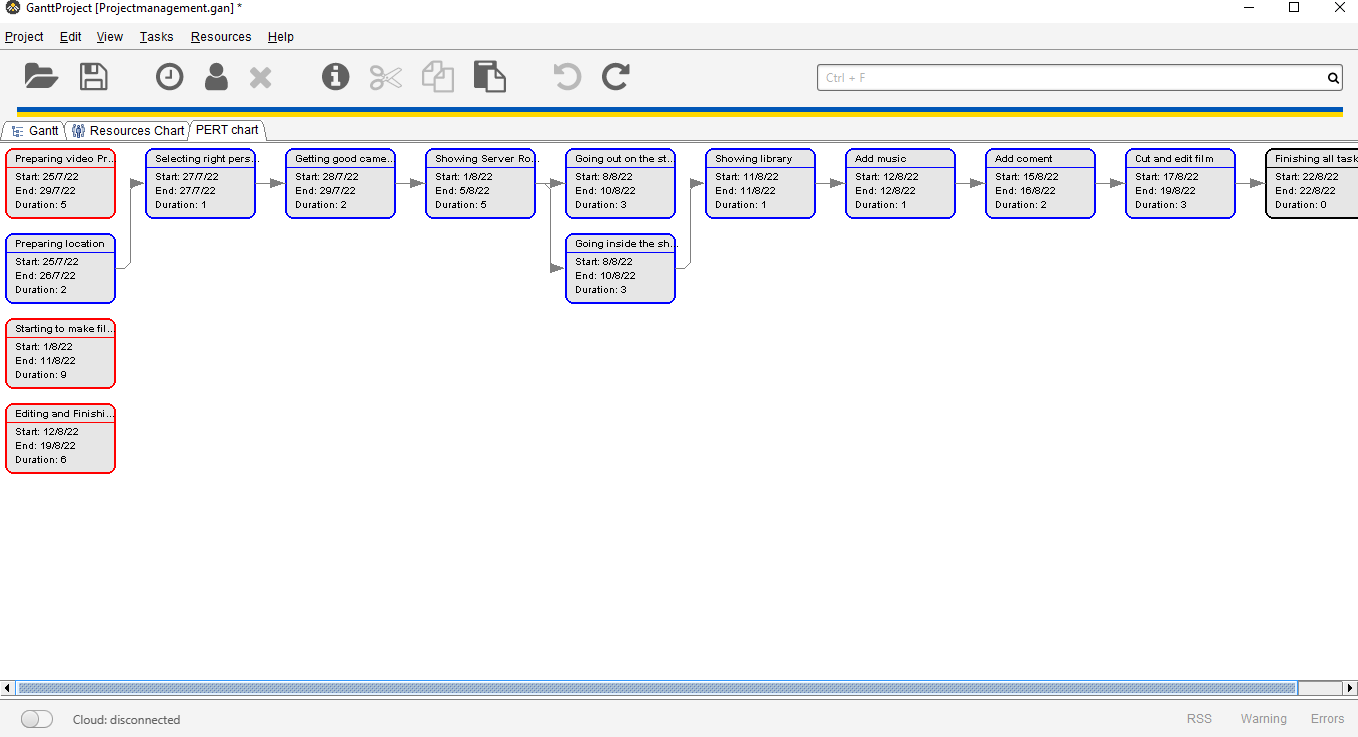 GanttProject [Projectmanagement.gan] *
Project Edit View Tasks Resources Help
Ctrl + F
Gantt Resources Chart PERT chart
Preparing video Pr...
Start: 25/7/22
End: 29/7/22
Duration: 5
Selecting right pers...
Start: 27/7/22
End: 27/7/22
Duration: 1
Getting good came...
Start: 28/7/22
End: 29/7/22
Duration: 2
Showing Server Ro...
Start: 1/8/22
End: 5/8/22
Duration: 5
Going out on the st...
Start: 8/8/22
End: 10/8/22
Duration: 3
Showing library
Start: 11/8/22
End: 11/8/22
Duration: 1
Add music
Start: 12/8/22
End: 12/8/22
Duration: 1
Add coment
Start: 15/8/22
End: 16/8/22
Duration: 2
Cut and edit film
Start: 17/8/22
End: 19/8/22
Duration: 3
Finishing all task
Start: 22/8/22
End: 22/8/22
Duration: 0
Preparing location
Start: 25/7/22
End: 26/7/22
Duration: 2
Going inside the sh...
Start: 8/8/22
End: 10/8/22
Duration: 3
Starting to make fil...
Start: 1/8/22
End: 11/8/22
Duration: 9
Editing and Finishi...
Start: 12/8/22
End: 19/8/22
Duration: 6
Cloud: disconnected
RSS Warning Errors